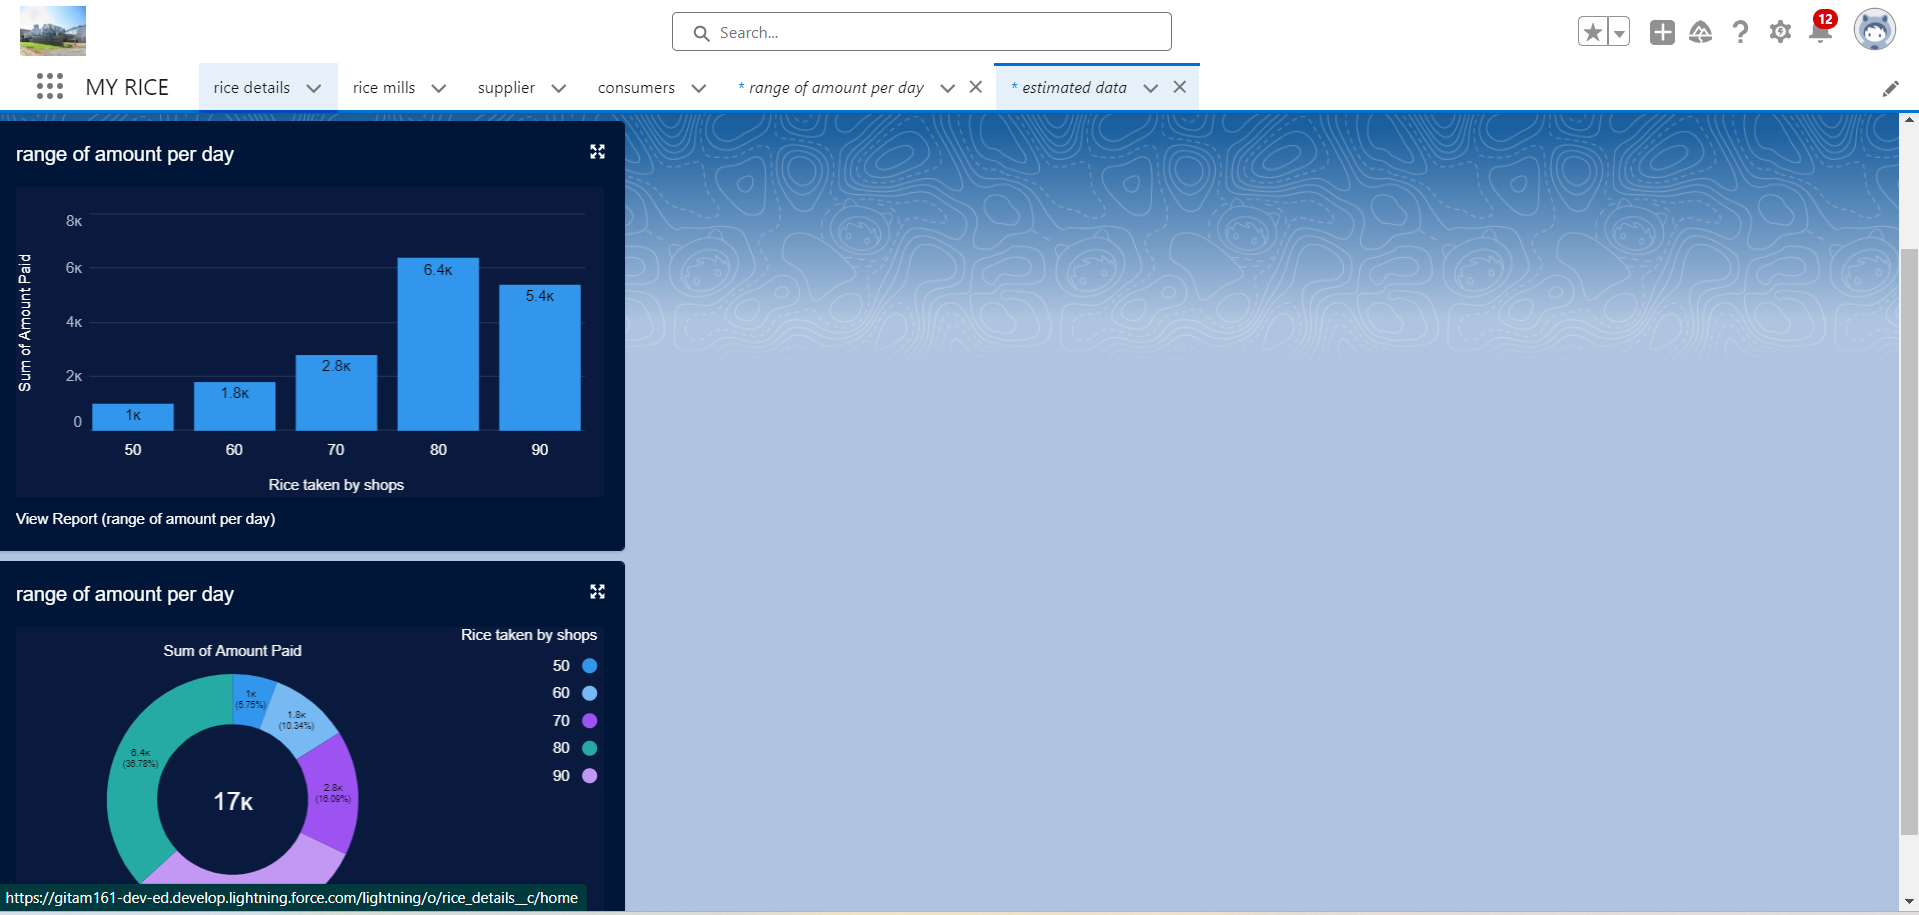 Search...
12
MY RICE
rice details
rice mills
supplier
consumers
* range of amount per day
* estimated data
range of amount per day
Sum of Amount Paid
8K
6K
4K
2K
0
1K
1.8K
2.8K
6.4K
5.4K
50
60
70
80
90
Rice taken by shops
View Report (range of amount per day)
range of amount per day
Rice taken by shops
Sum of Amount Paid
50
60
70
80
90
1K
(5.75%)
1.8K
(10.34%)
2.8K
(16.09%)
6.4K
(36.78%)
17K
https://gitam161-dev-ed.develop.lightning.force.com/lightning/o/rice_details__c/home